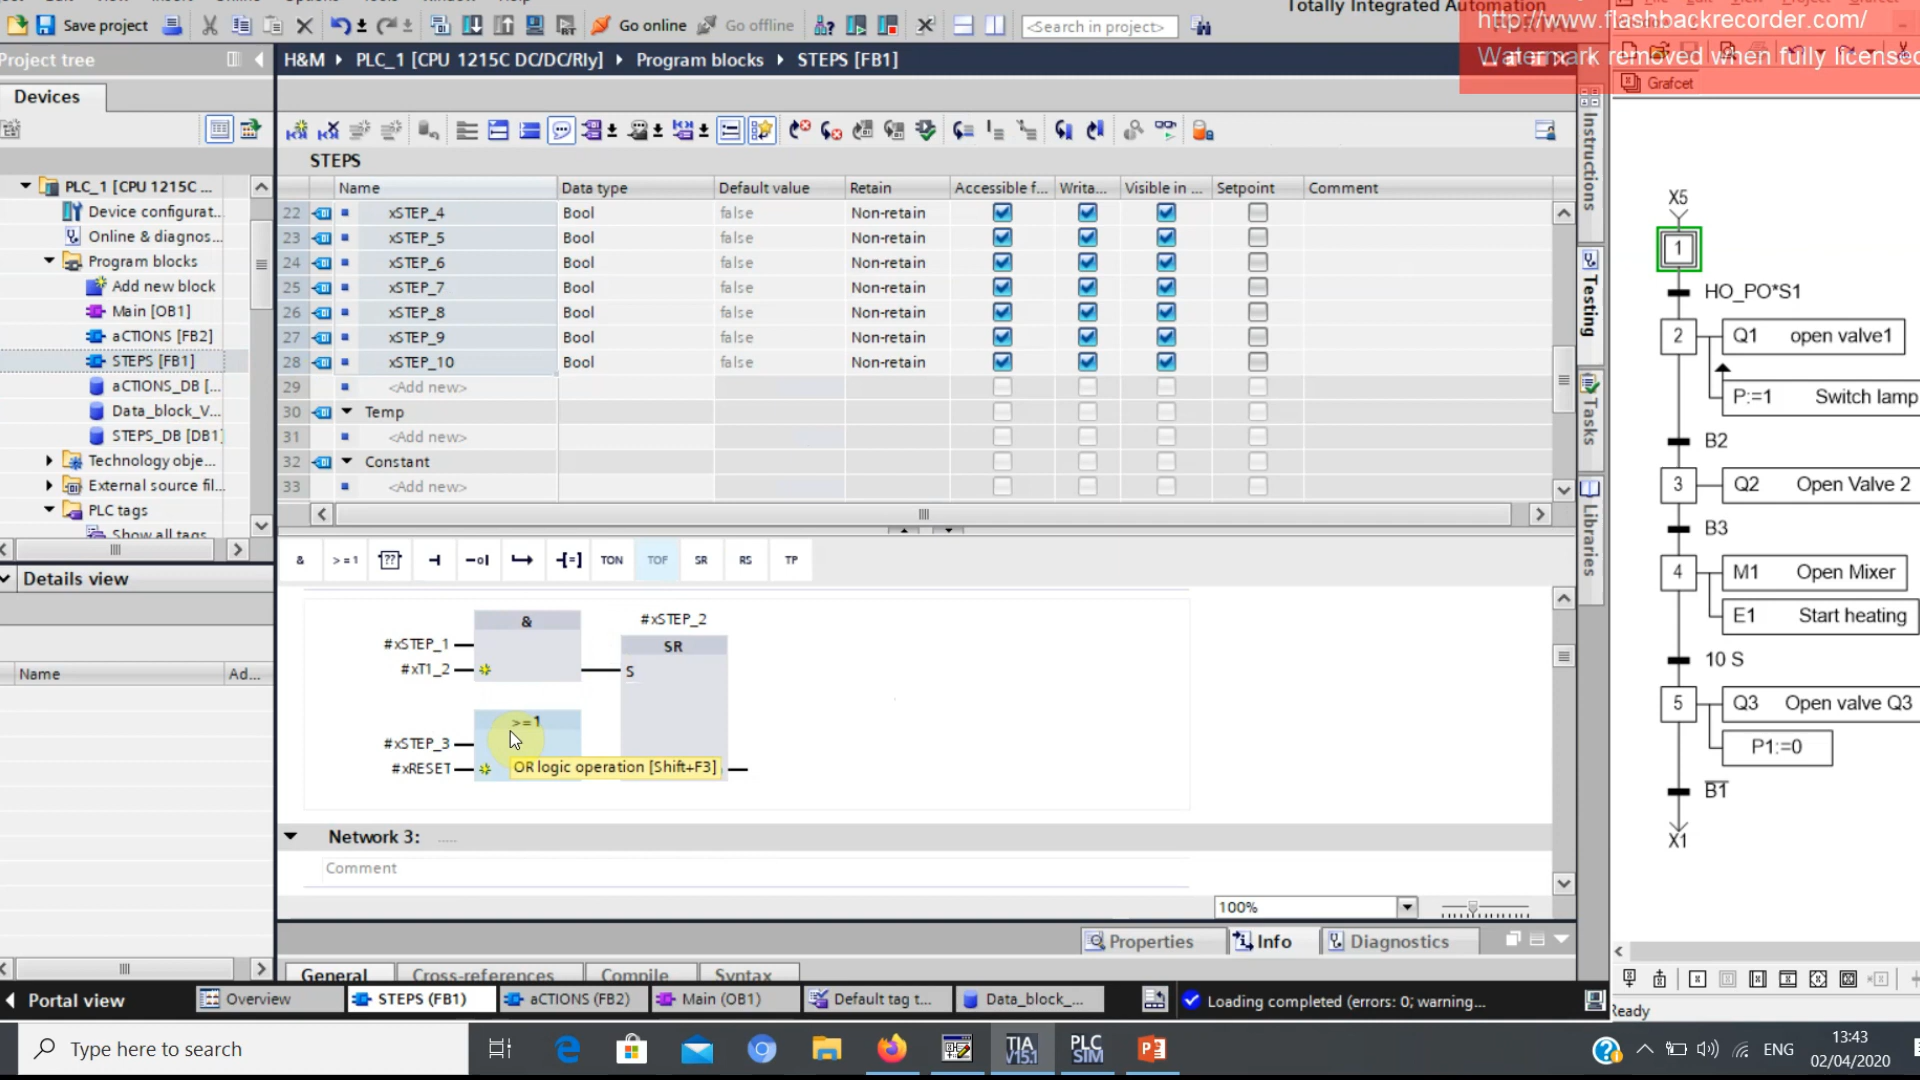 Totally Integrated Automation
PORTAL
http://www.flashbackrecorder.com/
Watermark removed when fully licensed
Save project
Go online
Go offline
<Search in project>
Project tree
H&M ▸ PLC_1 [CPU 1215C DC/DC/Rly] ▸ Program blocks ▸ STEPS [FB1]
Devices
Grafcet
STEPS
Name Data type Default value Retain Accessible f... Writa... Visible in ... Setpoint Comment
22 xSTEP_4 Bool false Non-retain
23 xSTEP_5 Bool false Non-retain
24 xSTEP_6 Bool false Non-retain
25 xSTEP_7 Bool false Non-retain
26 xSTEP_8 Bool false Non-retain
27 xSTEP_9 Bool false Non-retain
28 xSTEP_10 Bool false Non-retain
29 <Add new>
30 Temp
31 <Add new>
32 Constant
33 <Add new>
PLC_1 [CPU 1215C ...
Device configurat...
Online & diagnos...
Program blocks
Add new block
Main [OB1]
aCTIONS [FB2]
STEPS [FB1]
aCTIONS_DB [...
Data_block_V...
STEPS_DB [DB1]
Technology obje...
External source fil...
PLC tags
Show all tags
Details view
Name Ad...
& >=1 ?? TON TOF SR RS TP
& #xSTEP_2
#xSTEP_1 SR
#xT1_2 S
>=1
#xSTEP_3
#xRESET
OR logic operation [Shift+F3]
Network 3: .....
Comment
100%
Properties Info Diagnostics
General Cross-references Compile Syntax
Instructions
Testing
Tasks
Libraries
X5
1
HO_PO*S1
2 Q1 open valve1
P:=1 Switch lamp
B2
3 Q2 Open Valve 2
B3
4 M1 Open Mixer
E1 Start heating
10 S
5 Q3 Open valve Q3
P1:=0
B1
X1
Ready
Portal view Overview STEPS (FB1) aCTIONS (FB2) Main (OB1) Default tag t... Data_block_... Loading completed (errors: 0; warning...
Type here to search
TIA V15.1
PLC SIM
ENG
13:43
02/04/2020